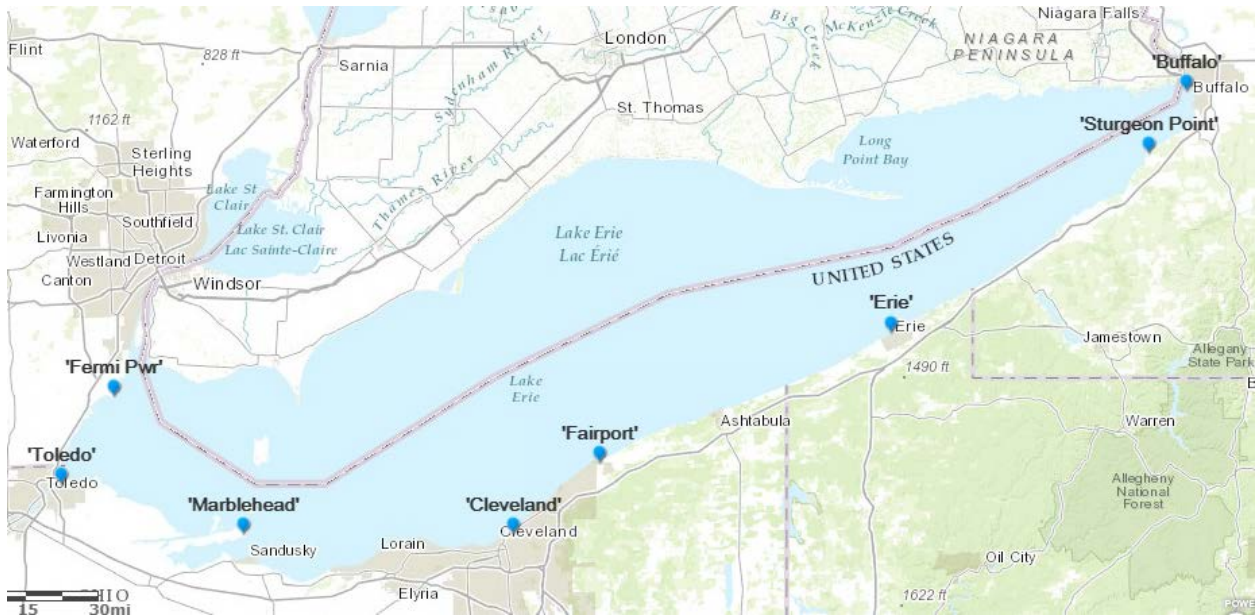 Flint
828 ft
Sarnia
Sydenham River
London
Big Creek
McKenzie Creek
Niagara Falls
NIAGARA
PENINSULA
'Buffalo'
Buffalo
1162 ft
Waterford
Sterling
Heights
St. Thomas
'Sturgeon Point'
Long
Point Bay
Thames River
Lake St
Clair
Farmington
Hills
Southfield
Livonia
Lake St. Clair
Lac Sainte-Claire
Lake Erie
Lac Érié
Westland
Detroit
Canton
Windsor
UNITED STATES
'Erie'
Erie
Jamestown
Allegany
State Park
'Fermi Pwr'
1490 ft
B
Lake
Erie
'Fairport'
Ashtabula
Warren
'Toledo'
Toledo
'Marblehead'
'Cleveland'
Cleveland
Allegheny
National
Forest
Sandusky
Lorain
Oil City
Elyria
HIO
15
30mi
1622 ft
POWE